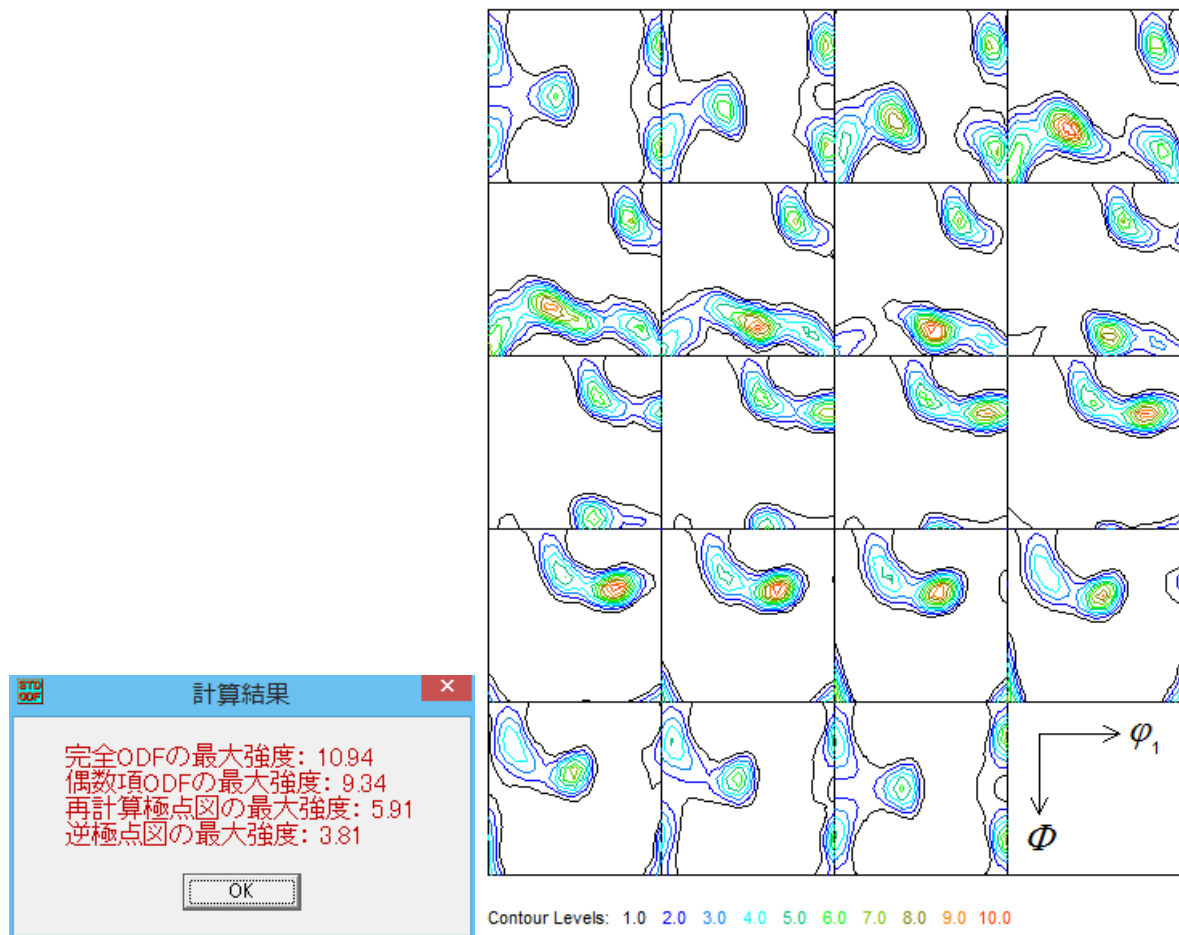 STD
ODF
計算結果
完全ODFの最大強度: 10.94
偶数項ODFの最大強度: 9.34
再計算極点図の最大強度: 5.91
逆極点図の最大強度: 3.81
OK
φ1
Φ
Contour Levels: 1.0 2.0 3.0 4.0 5.0 6.0 7.0 8.0 9.0 10.0